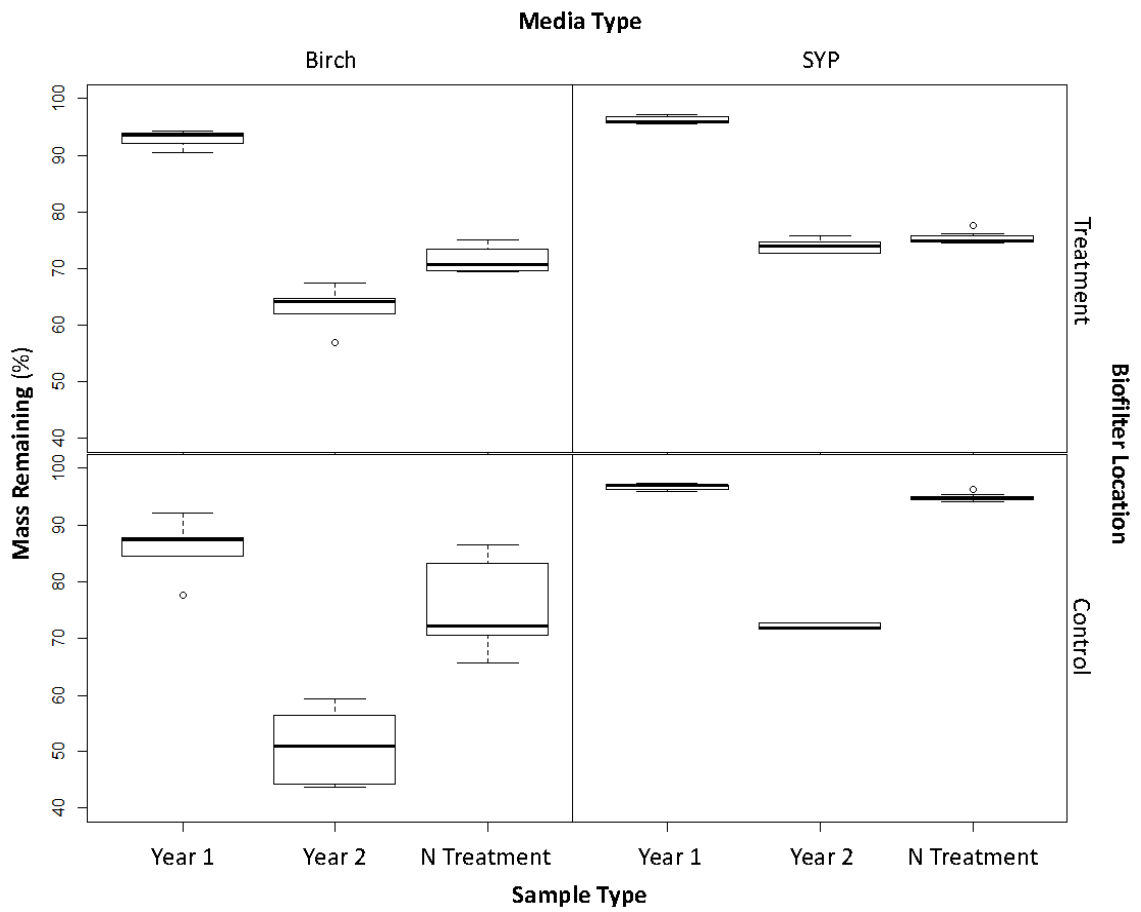 Media Type
Birch SYP
100
90
80
70
60
50
40
Treatment
100
90
80
70
60
50
40
Control
Mass Remaining (%)
Biofilter Location
Year 1 Year 2 N Treatment Year 1 Year 2 N Treatment
Sample Type